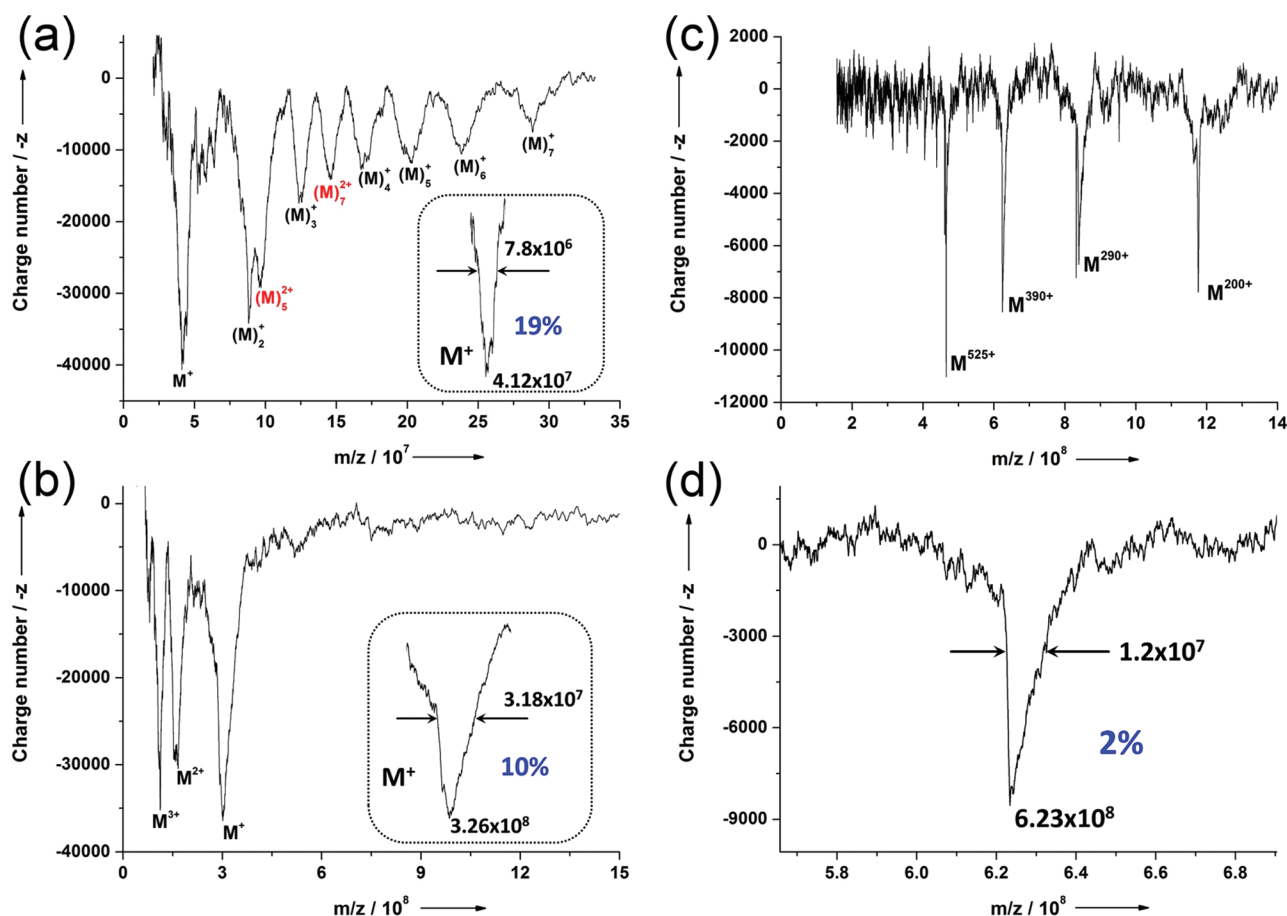 (a)
Charge number / -z
0
-10000
-20000
-30000
-40000
M⁺
(M)₂⁺
(M)₅²⁺
(M)₃⁺
(M)₇²⁺
(M)₄⁺
(M)₅⁺
(M)₆⁺
(M)₇⁺
7.8x10⁶
19%
M⁺
4.12x10⁷
0 5 10 15 20 25 30 35
m/z / 10⁷
(c)
Charge number / -z
2000
0
-2000
-4000
-6000
-8000
-10000
-12000
M⁵²⁵⁺
M³⁹⁰⁺
M²⁹⁰⁺
M²⁰⁰⁺
0 2 4 6 8 10 12 14
m/z / 10⁸
(b)
Charge number / -z
0
-10000
-20000
-30000
-40000
M³⁺
M²⁺
M⁺
3.18x10⁷
10%
M⁺
3.26x10⁸
0 3 6 9 12 15
m/z / 10⁸
(d)
Charge number / -z
0
-3000
-6000
-9000
1.2x10⁷
2%
6.23x10⁸
5.8 6.0 6.2 6.4 6.6 6.8
m/z / 10⁸